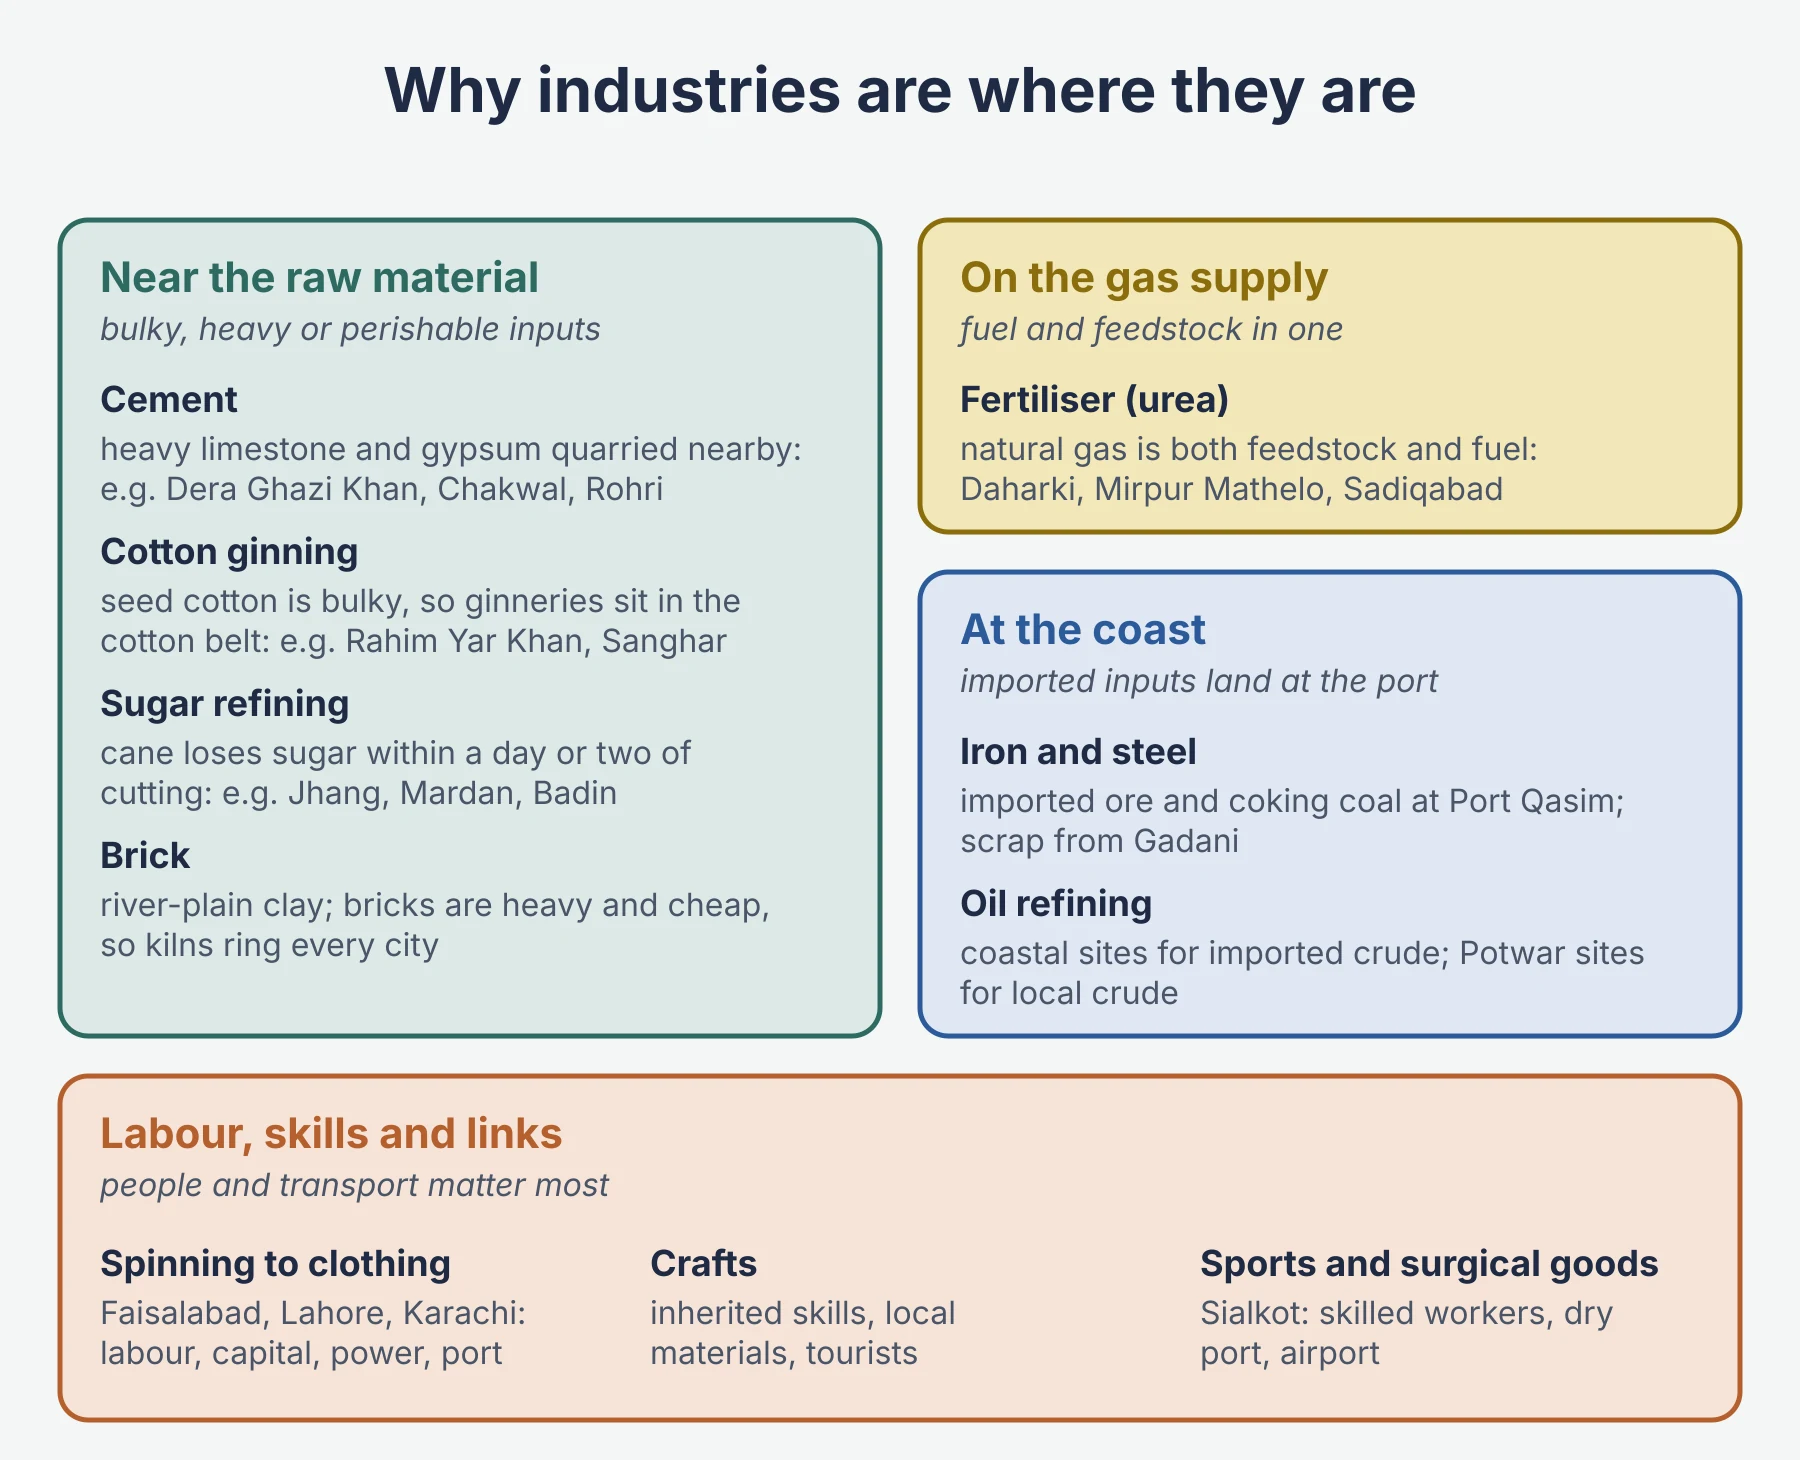 Why industries are where they are
Near the raw material
bulky, heavy or perishable inputs
Cement
heavy limestone and gypsum quarried nearby:
e.g. Dera Ghazi Khan, Chakwal, Rohri
Cotton ginning
seed cotton is bulky, so ginneries sit in the
cotton belt: e.g. Rahim Yar Khan, Sanghar
Sugar refining
cane loses sugar within a day or two of
cutting: e.g. Jhang, Mardan, Badin
Brick
river-plain clay; bricks are heavy and cheap,
so kilns ring every city
On the gas supply
fuel and feedstock in one
Fertiliser (urea)
natural gas is both feedstock and fuel:
Daharki, Mirpur Mathelo, Sadiqabad
At the coast
imported inputs land at the port
Iron and steel
imported ore and coking coal at Port Qasim;
scrap from Gadani
Oil refining
coastal sites for imported crude; Potwar sites
for local crude
Labour, skills and links
people and transport matter most
Spinning to clothing
Faisalabad, Lahore, Karachi:
labour, capital, power, port
Crafts
inherited skills, local
materials, tourists
Sports and surgical goods
Sialkot: skilled workers, dry
port, airport